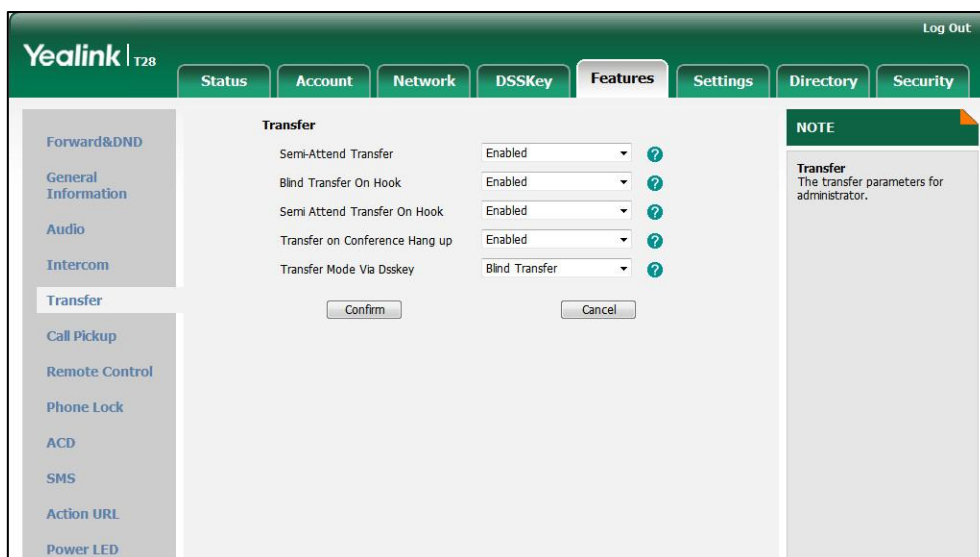 Log Out
Yealink | T28
Status Account Network DSSKey Features Settings Directory Security
Forward&DND
General
Information
Audio
Intercom
Transfer
Call Pickup
Remote Control
Phone Lock
ACD
SMS
Action URL
Power LED
Transfer
Semi-Attend Transfer Enabled ?
Blind Transfer On Hook Enabled ?
Semi Attend Transfer On Hook Enabled ?
Transfer on Conference Hang up Enabled ?
Transfer Mode Via Dsskey Blind Transfer ?
Confirm Cancel
NOTE
Transfer
The transfer parameters for
administrator.